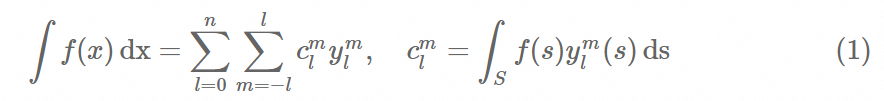 ∫ f(x) dx = ∑_{l=0}^{n} ∑_{m=-l}^{l} c_l^m y_l^m,  c_l^m = ∫_S f(s) y_l^m(s) ds  (1)